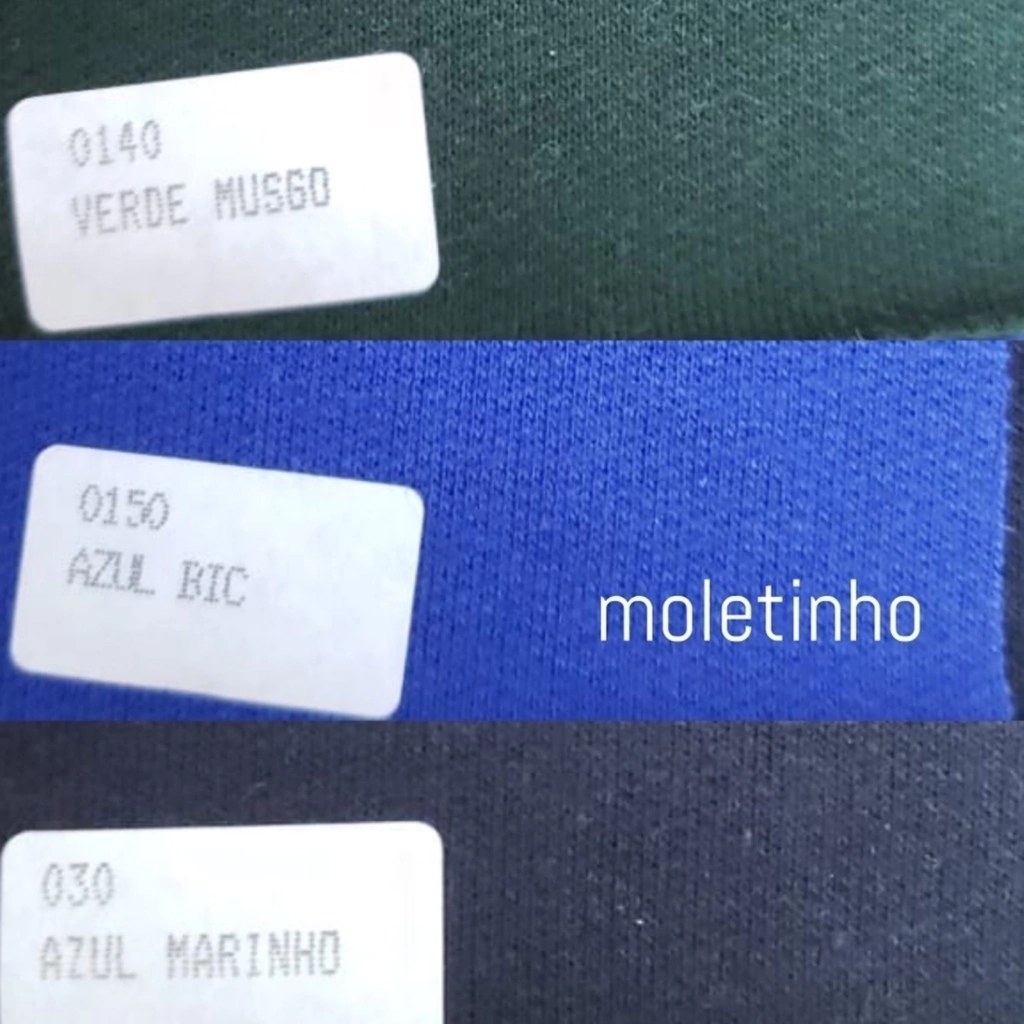 0140
VERDE MUSGO
0150
AZUL BIC
moletinho
030
AZUL MARINHO